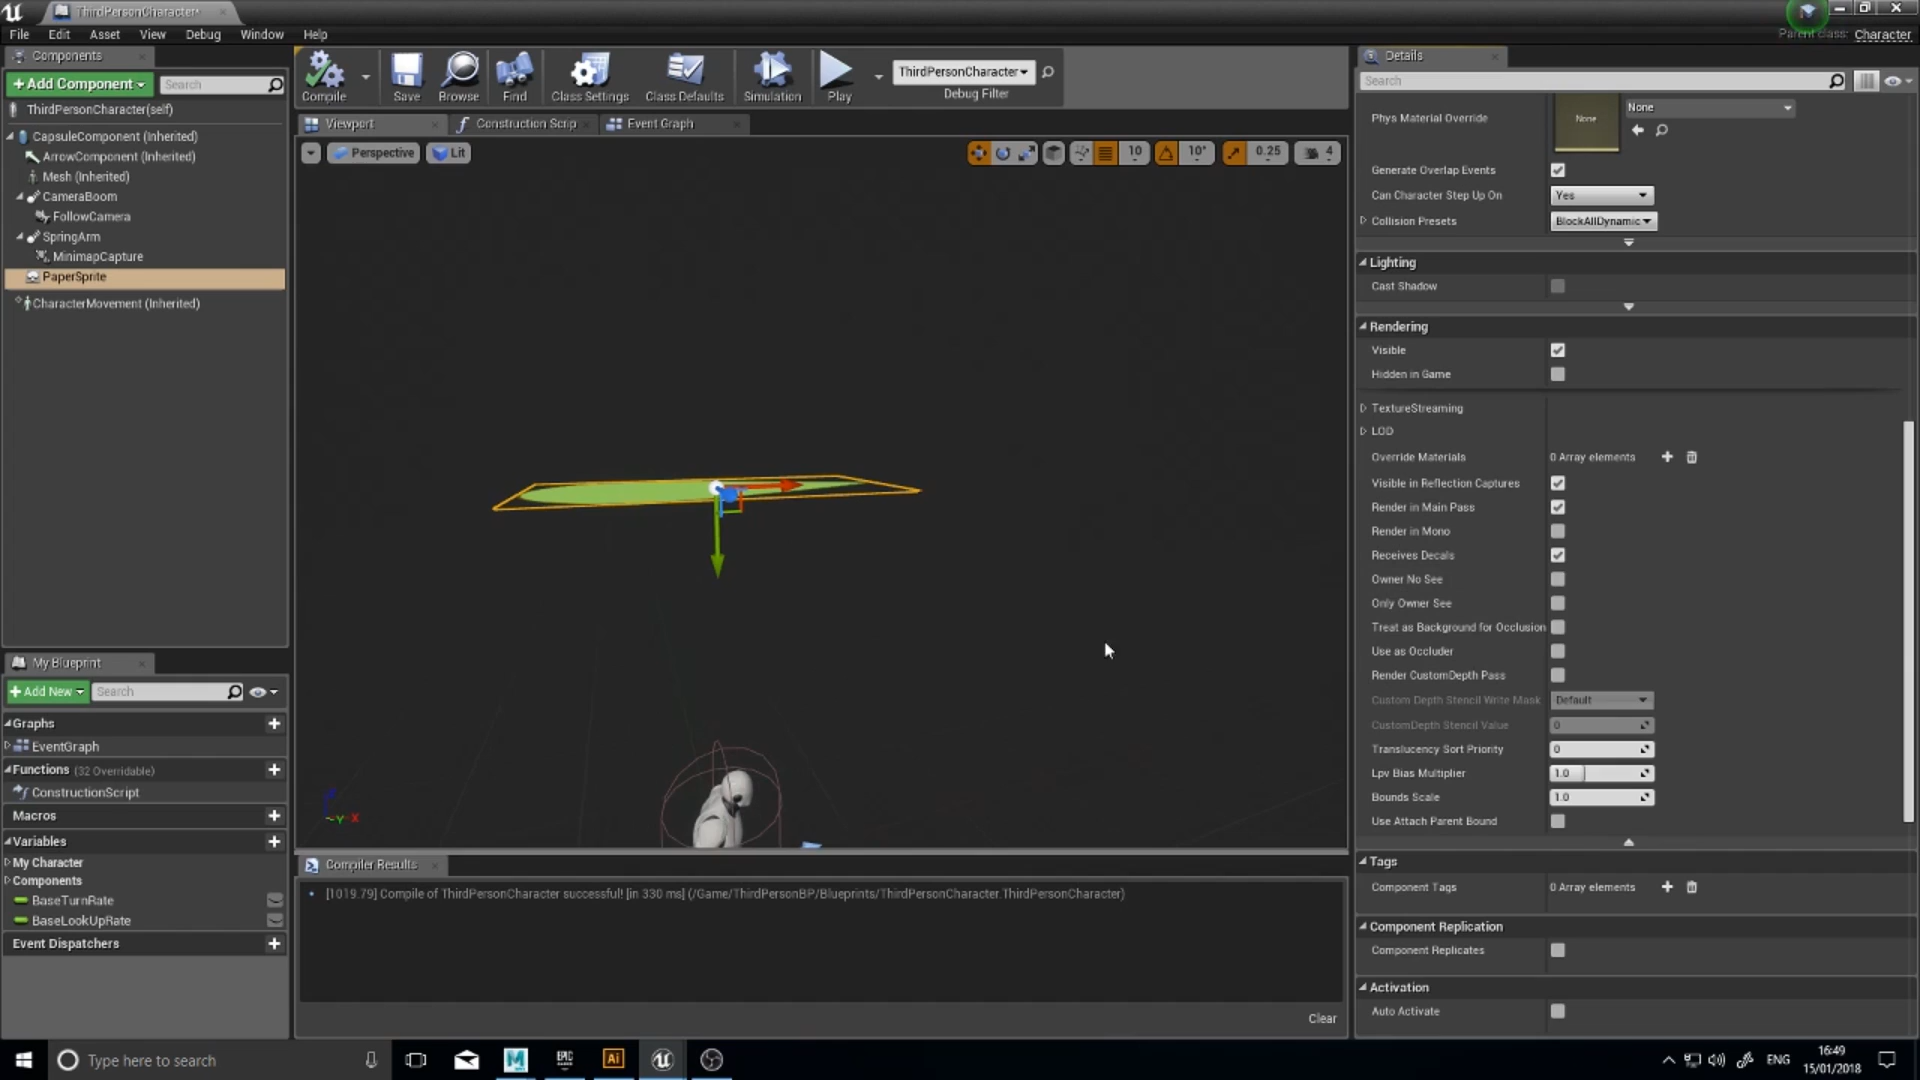 ThirdPersonCharacter*
File Edit Asset View Debug Window Help
Parent class: Character
Components
+ Add Component
Search
ThirdPersonCharacter(self)
CapsuleComponent (Inherited)
ArrowComponent (Inherited)
Mesh (Inherited)
CameraBoom
FollowCamera
SpringArm
MinimapCapture
PaperSprite
CharacterMovement (Inherited)
My Blueprint
+ Add New
Search
Graphs
EventGraph
Functions (32 Overridable)
ConstructionScript
Macros
Variables
My Character
Components
BaseTurnRate
BaseLookUpRate
Event Dispatchers
Compile Save Browse Find Class Settings Class Defaults Simulation Play
ThirdPersonCharacter
Debug Filter
Viewport Construction Scrip Event Graph
Perspective Lit
10 10° 0.25 4
Compiler Results
[1019.79] Compile of ThirdPersonCharacter successful! [in 330 ms] (/Game/ThirdPersonBP/Blueprints/ThirdPersonCharacter.ThirdPersonCharacter)
Clear
Details
Search
Phys Material Override None None
Generate Overlap Events
Can Character Step Up On Yes
Collision Presets BlockAllDynamic
Lighting
Cast Shadow
Rendering
Visible
Hidden in Game
TextureStreaming
LOD
Override Materials 0 Array elements
Visible in Reflection Captures
Render in Main Pass
Render in Mono
Receives Decals
Owner No See
Only Owner See
Treat as Background for Occlusion
Use as Occluder
Render CustomDepth Pass
Custom Depth Stencil Write Mask Default
CustomDepth Stencil Value 0
Translucency Sort Priority 0
Lpv Bias Multiplier 1.0
Bounds Scale 1.0
Use Attach Parent Bound
Tags
Component Tags 0 Array elements
Component Replication
Component Replicates
Activation
Auto Activate
Type here to search
ENG
16:49
15/01/2018